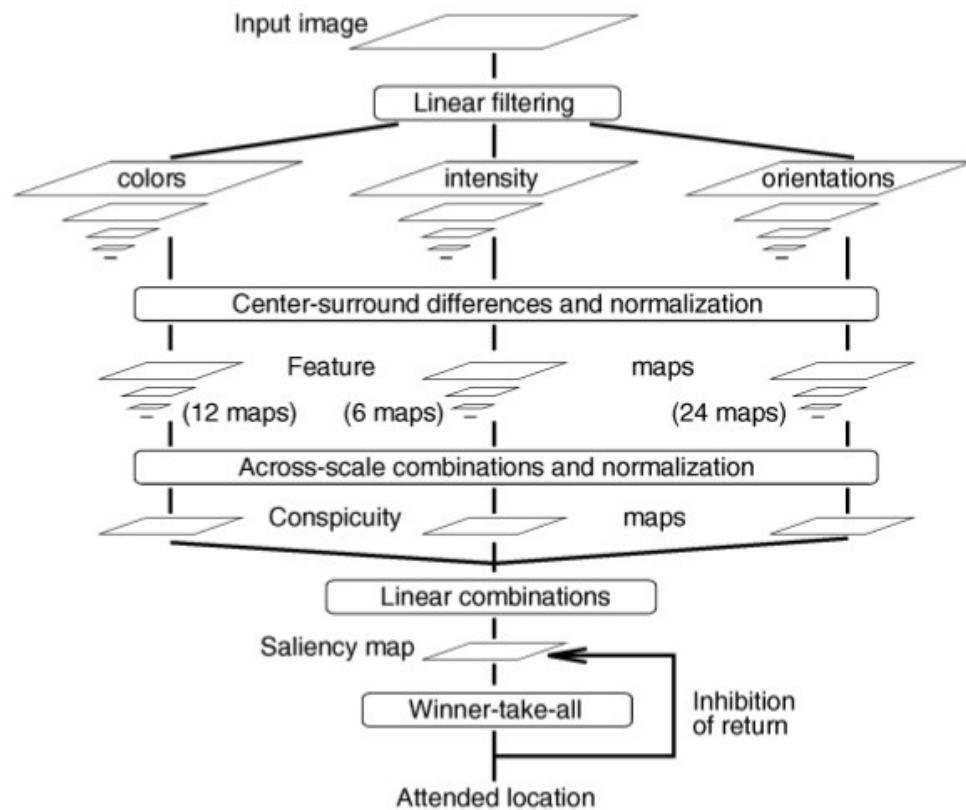 Input image
Linear filtering
colors intensity orientations
Center-surround differences and normalization
Feature maps
(12 maps) (6 maps) (24 maps)
Across-scale combinations and normalization
Conspicuity maps
Linear combinations
Saliency map
Winner-take-all
Inhibition
of return
Attended location